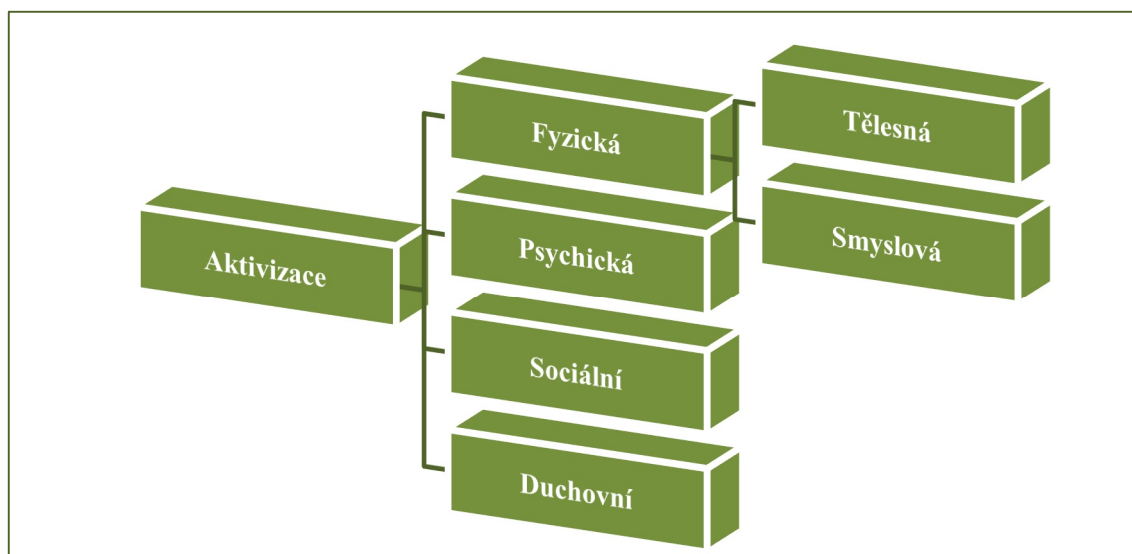 Aktivizace
Fyzická
Psychická
Sociální
Duchovní
Tělesná
Smyslová